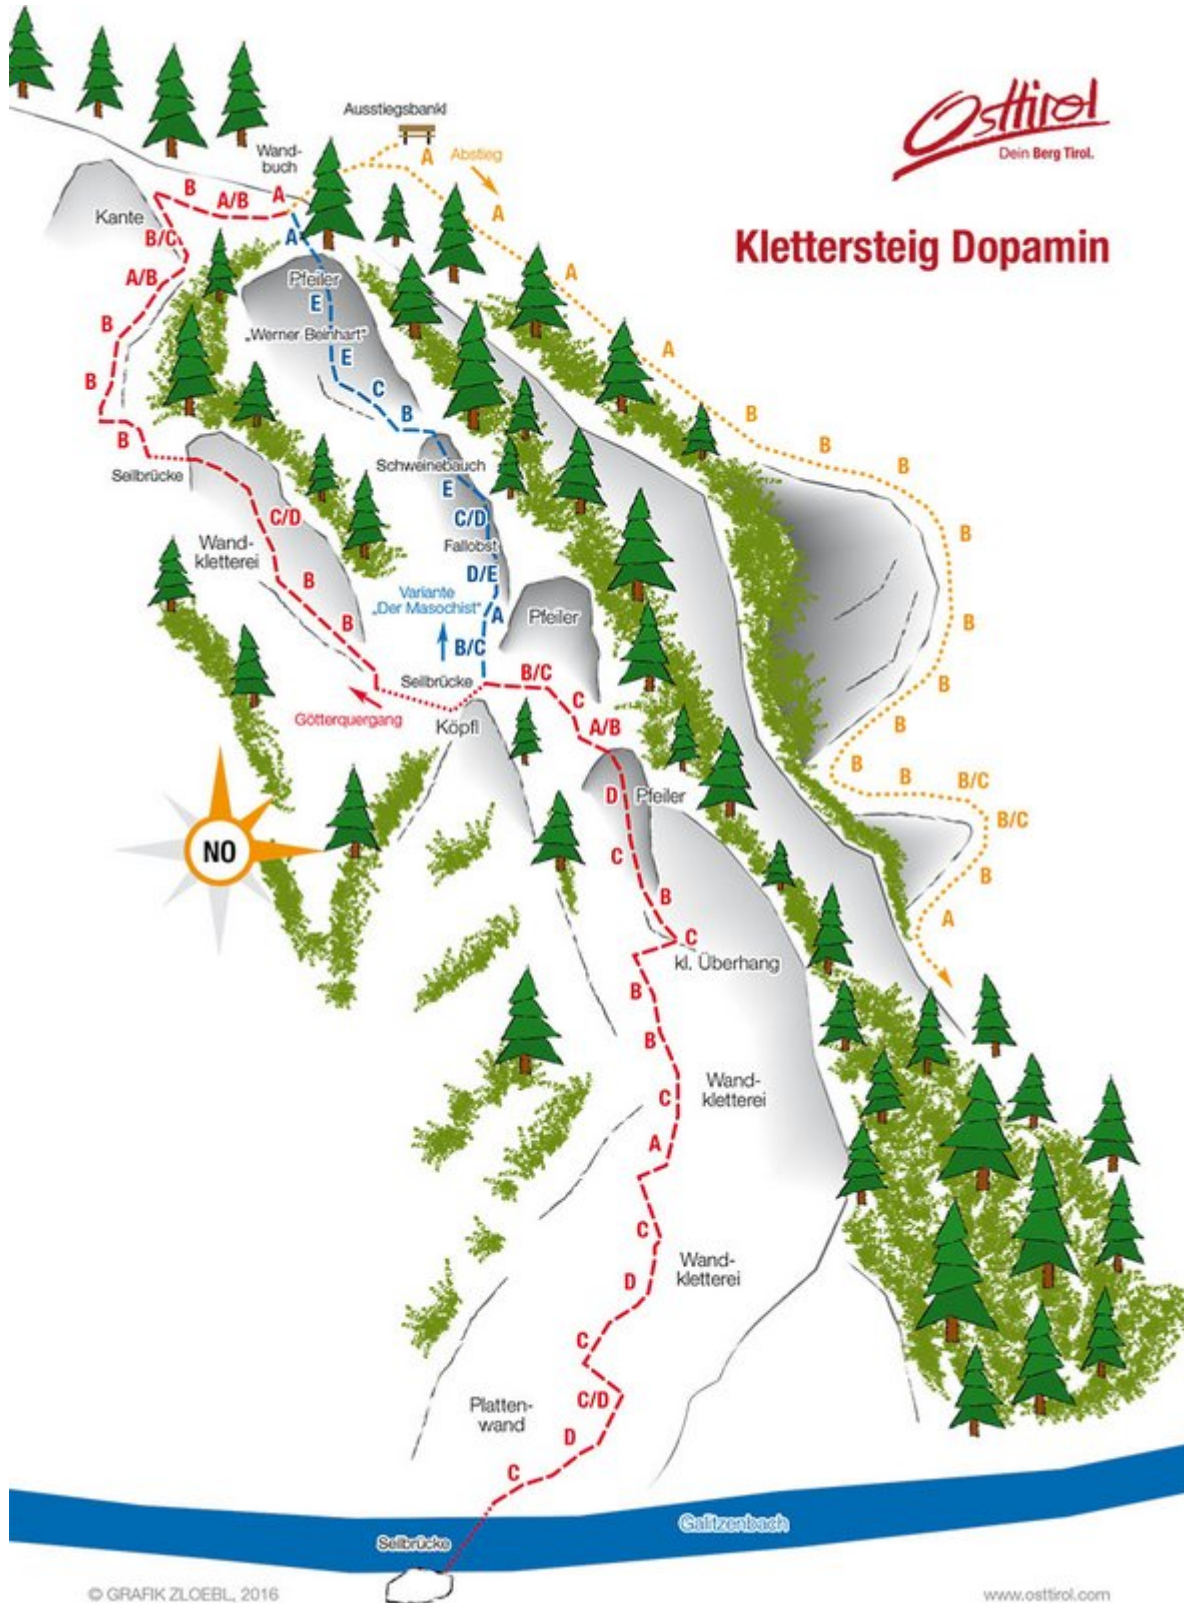 Ausstiegsbankl
Osttirol
Dein Berg Tirol.
Wand-
buch
A
Abstieg
B
A/B
A
A
Kante
B/C
A
Klettersteig Dopamin
A/B
Pfeiler
A
E
B
„Werner Beinhart“
E
A
B
C
B
B
B
B
B
Seilbrücke
Schweinebauch
E
C/D
C/D
B
Wand-
kletterei
Fallobst
D/E
B
Variante
„Der Masochist“
A
Pfeiler
B
B
B/C
B
Seilbrücke
B/C
Götterquergang
C
Köpfl
A/B
B
B
B
B/C
D
Pfeiler
B/C
NO
C
B
B
A
C
kl. Überhang
B
B
Wand-
kletterei
C
A
C
Wand-
kletterei
D
C
Platten-
wand
C/D
D
C
Galitzenbach
Seilbrücke
© GRAFIK ZLOEBL, 2016
www.osttirol.com